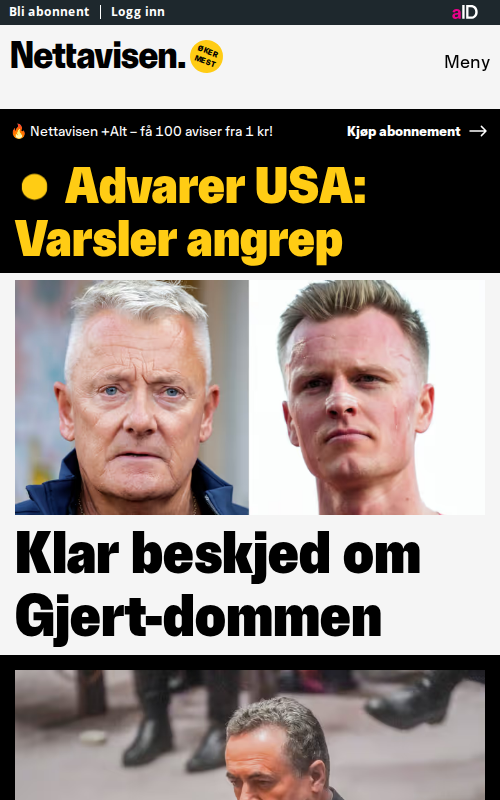 Bli abonnent | Logg inn
aID
Nettavisen.
ØKER
MEST
Meny
🔥 Nettavisen +Alt – få 100 aviser fra 1 kr!
Kjøp abonnement →
Advarer USA:
Varsler angrep
Klar beskjed om
Gjert-dommen